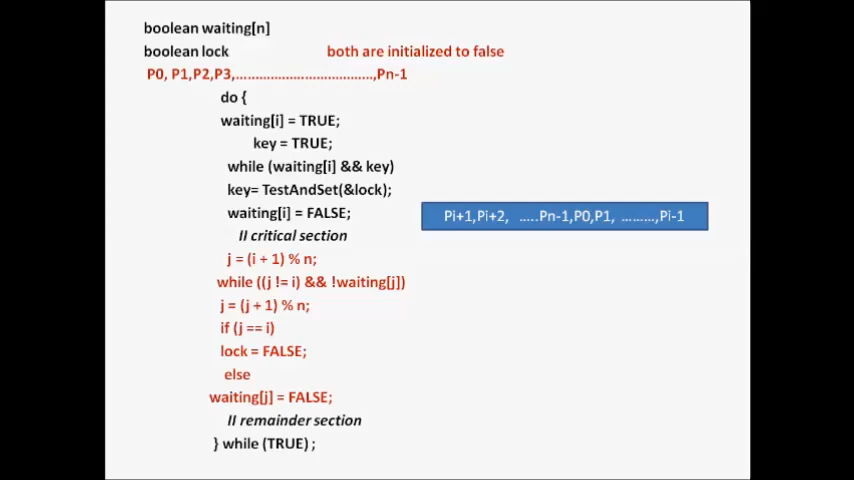 boolean waiting[n]
boolean lock both are initialized to false
P0, P1,P2,P3,.......................................,Pn-1
do {
waiting[i] = TRUE;
key = TRUE;
while (waiting[i] && key)
key= TestAndSet(&lock);
waiting[i] = FALSE;
Pi+1,Pi+2, .....Pn-1,P0,P1, .........,Pi-1
II critical section
j = (i + 1) % n;
while ((j != i) && !waiting[j])
j = (j + 1) % n;
if (j == i)
lock = FALSE;
else
waiting[j] = FALSE;
II remainder section
} while (TRUE) ;